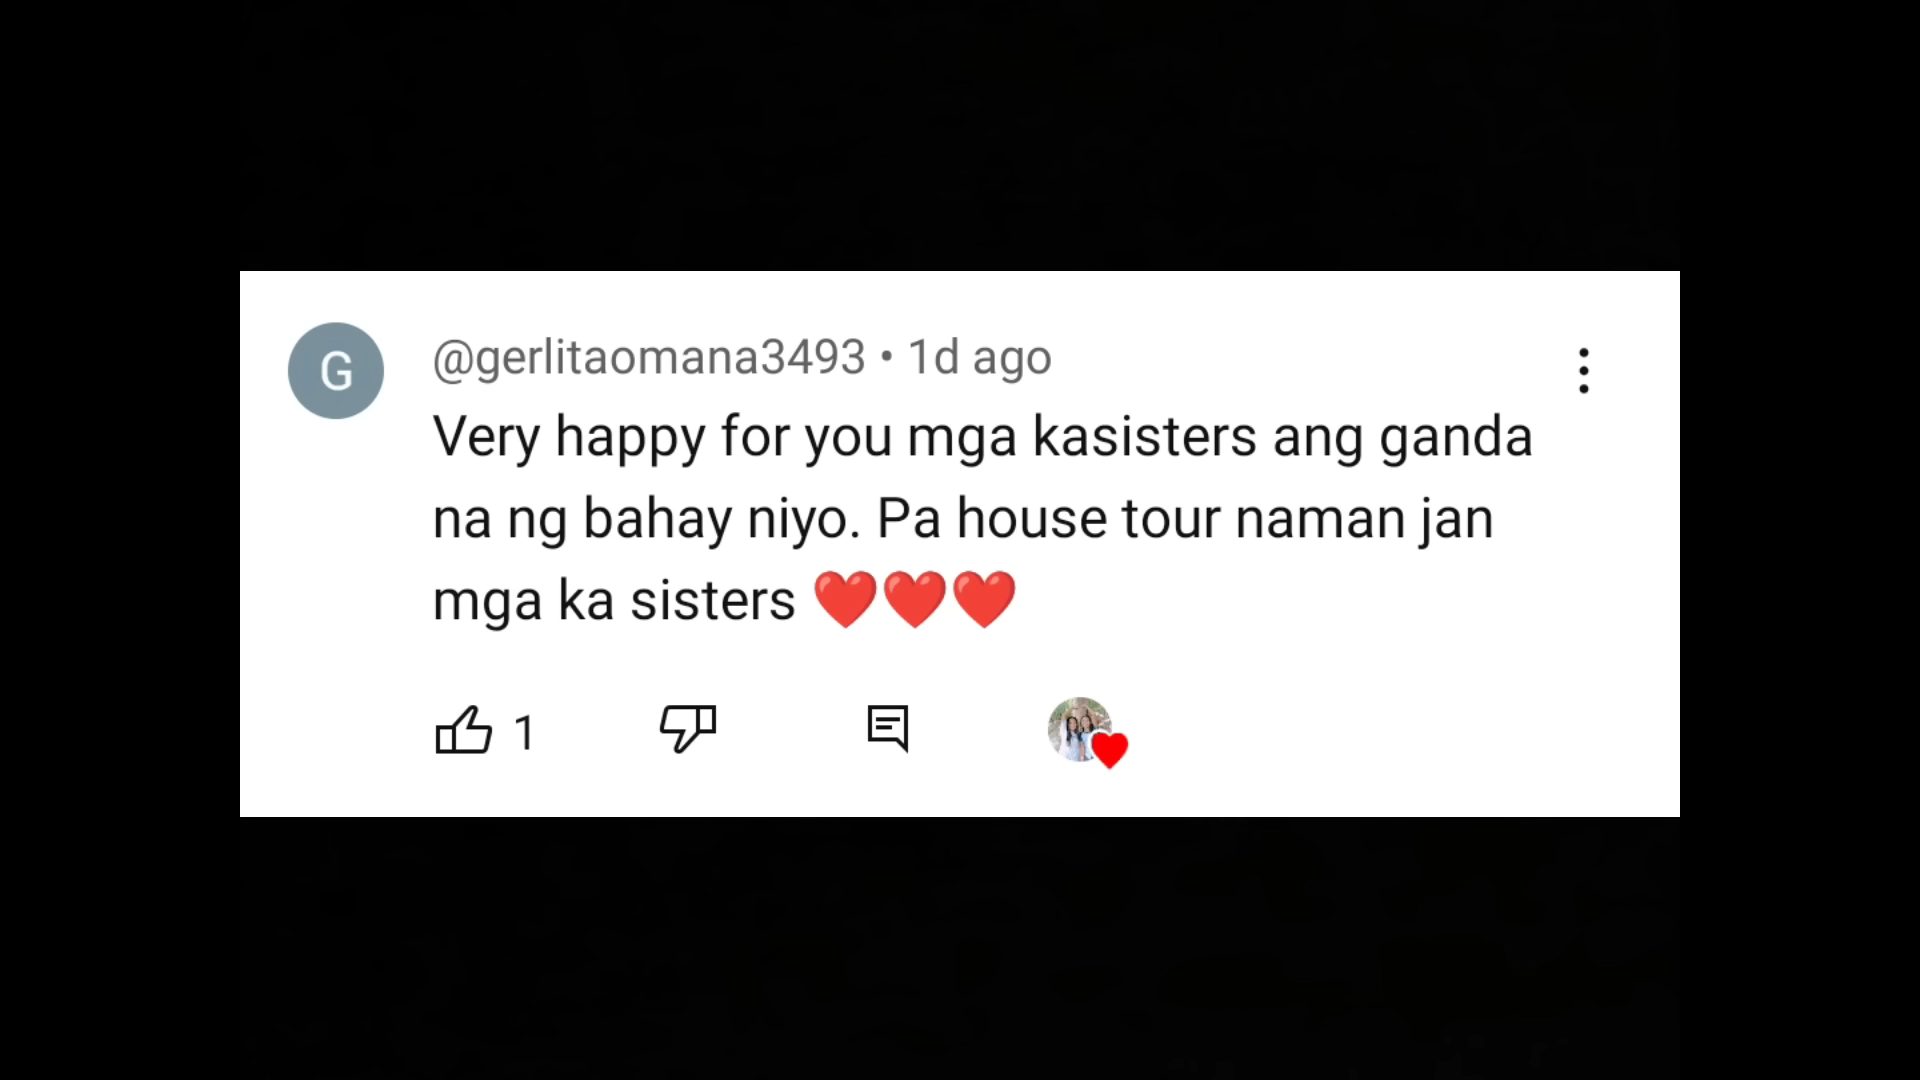 G
@gerlitaomana3493 • 1d ago
Very happy for you mga kasisters ang ganda
na ng bahay niyo. Pa house tour naman jan
mga ka sisters ❤️❤️❤️
1